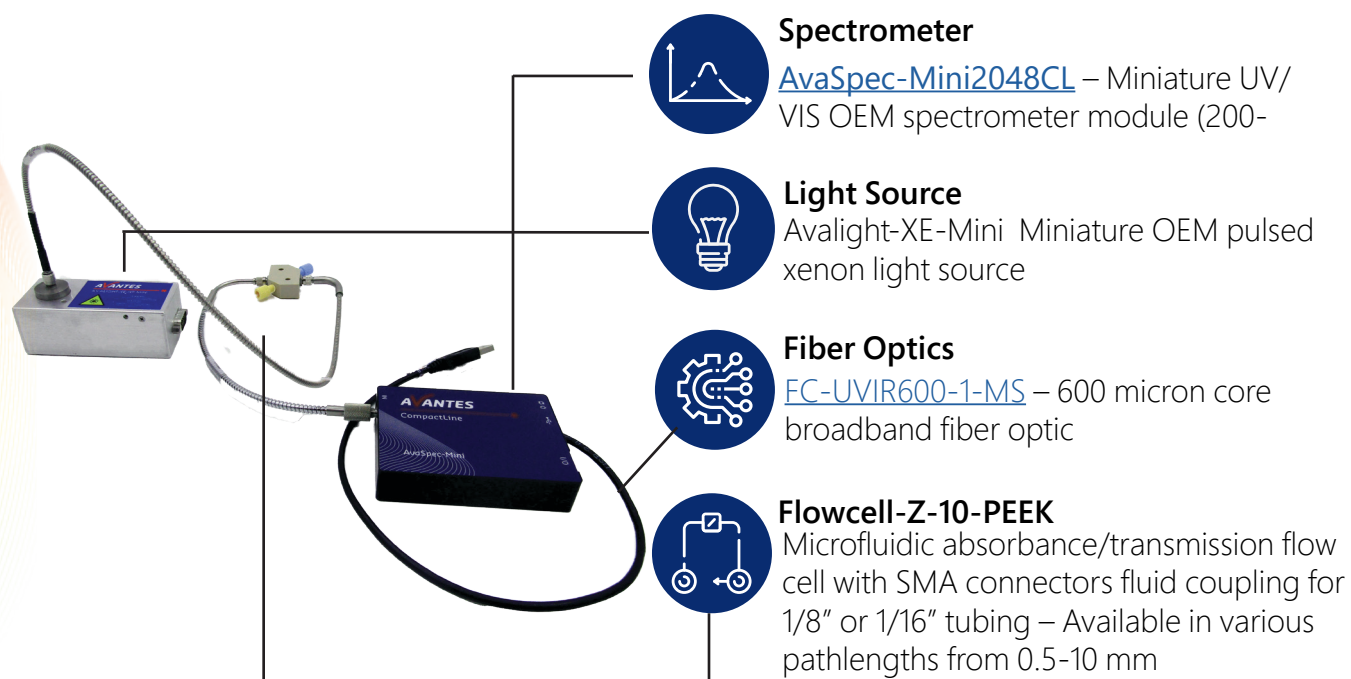 Spectrometer
AvaSpec-Mini2048CL – Miniature UV/
VIS OEM spectrometer module (200-
Light Source
Avalight-XE-Mini  Miniature OEM pulsed
xenon light source
AVANTES
Fiber Optics
FC-UVIR600-1-MS – 600 micron core
broadband fiber optic
AVANTES
CompactLine
AvaSpec-Mini
Flowcell-Z-10-PEEK
Microfluidic absorbance/transmission flow
cell with SMA connectors fluid coupling for
1/8” or 1/16” tubing – Available in various
pathlengths from 0.5-10 mm